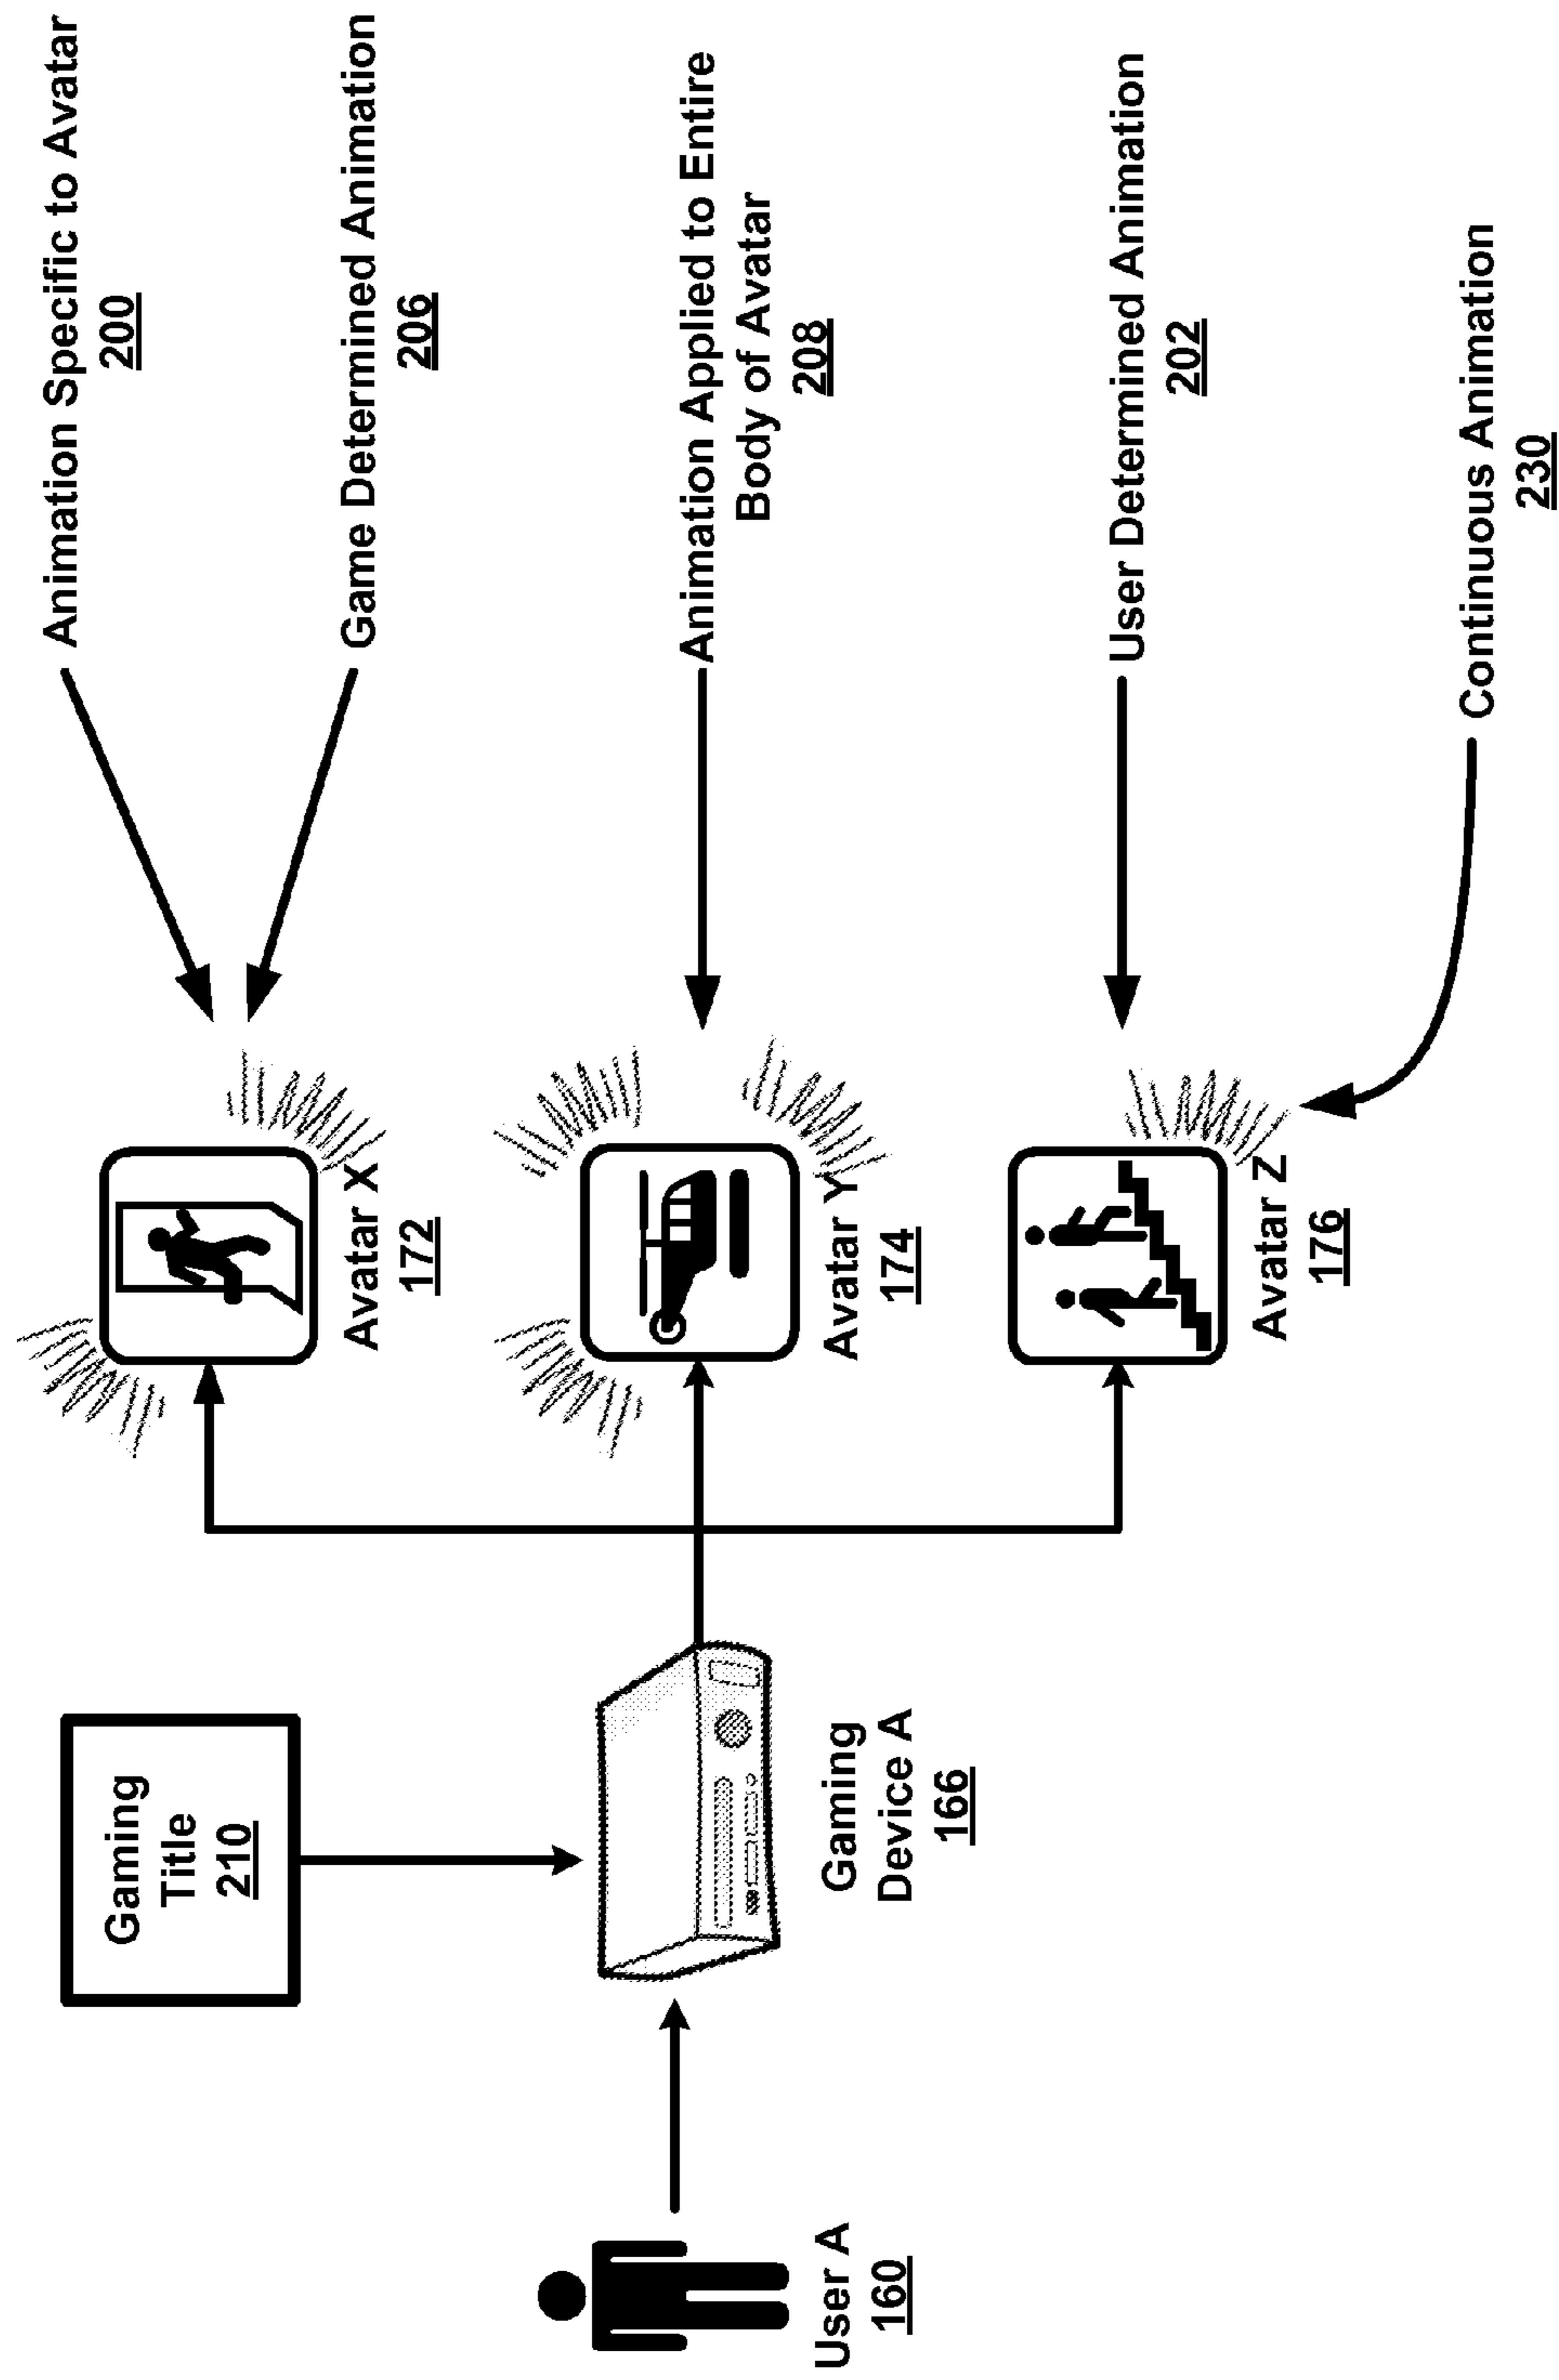 Gaming
Title
210
User A
160
Gaming
Device A
166
Avatar X
172
Avatar Y
174
Avatar Z
176
Animation Specific to Avatar
200
Game Determined Animation
206
Animation Applied to Entire
Body of Avatar
208
User Determined Animation
202
Continuous Animation
230